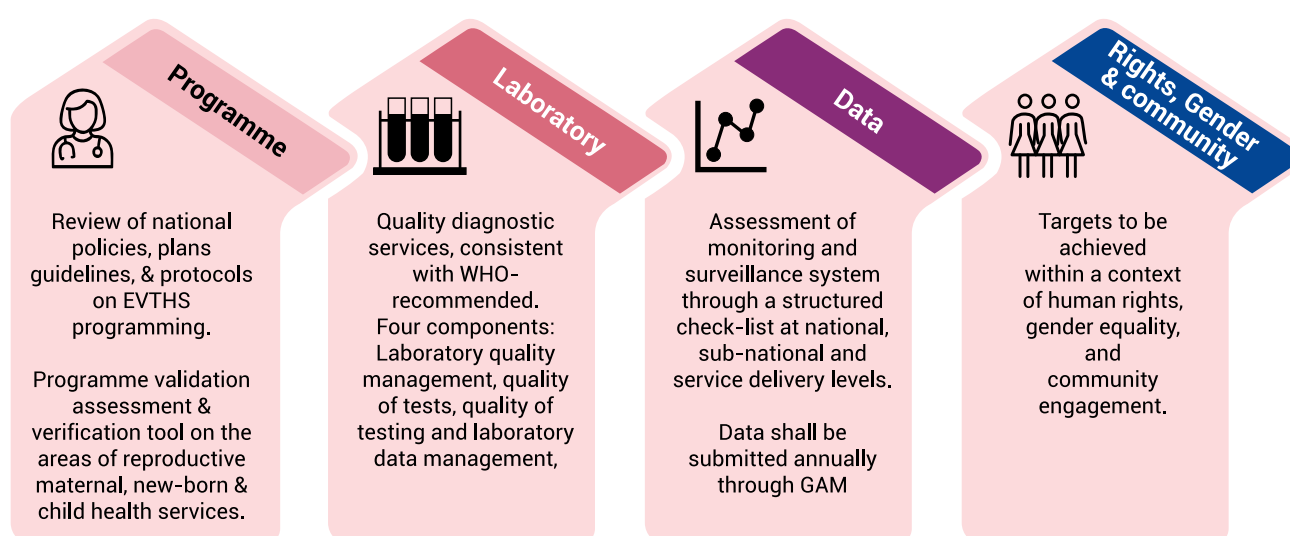 Programme
Review of national
policies, plans
guidelines, & protocols
on EVTHS
programming.
Programme validation
assessment &
verification tool on the
areas of reproductive
maternal, new-born &
child health services.
Laboratory
Quality diagnostic
services, consistent
with WHO-
recommended.
Four components:
Laboratory quality
management, quality
of tests, quality of
testing and laboratory
data management,
Data
Assessment of
monitoring and
surveillance system
through a structured
check-list at national,
sub-national and
service delivery levels.
Data shall be
submitted annually
through GAM
Rights, Gender
& community
Targets to be
achieved
within a context
of human rights,
gender equality,
and
community
engagement.